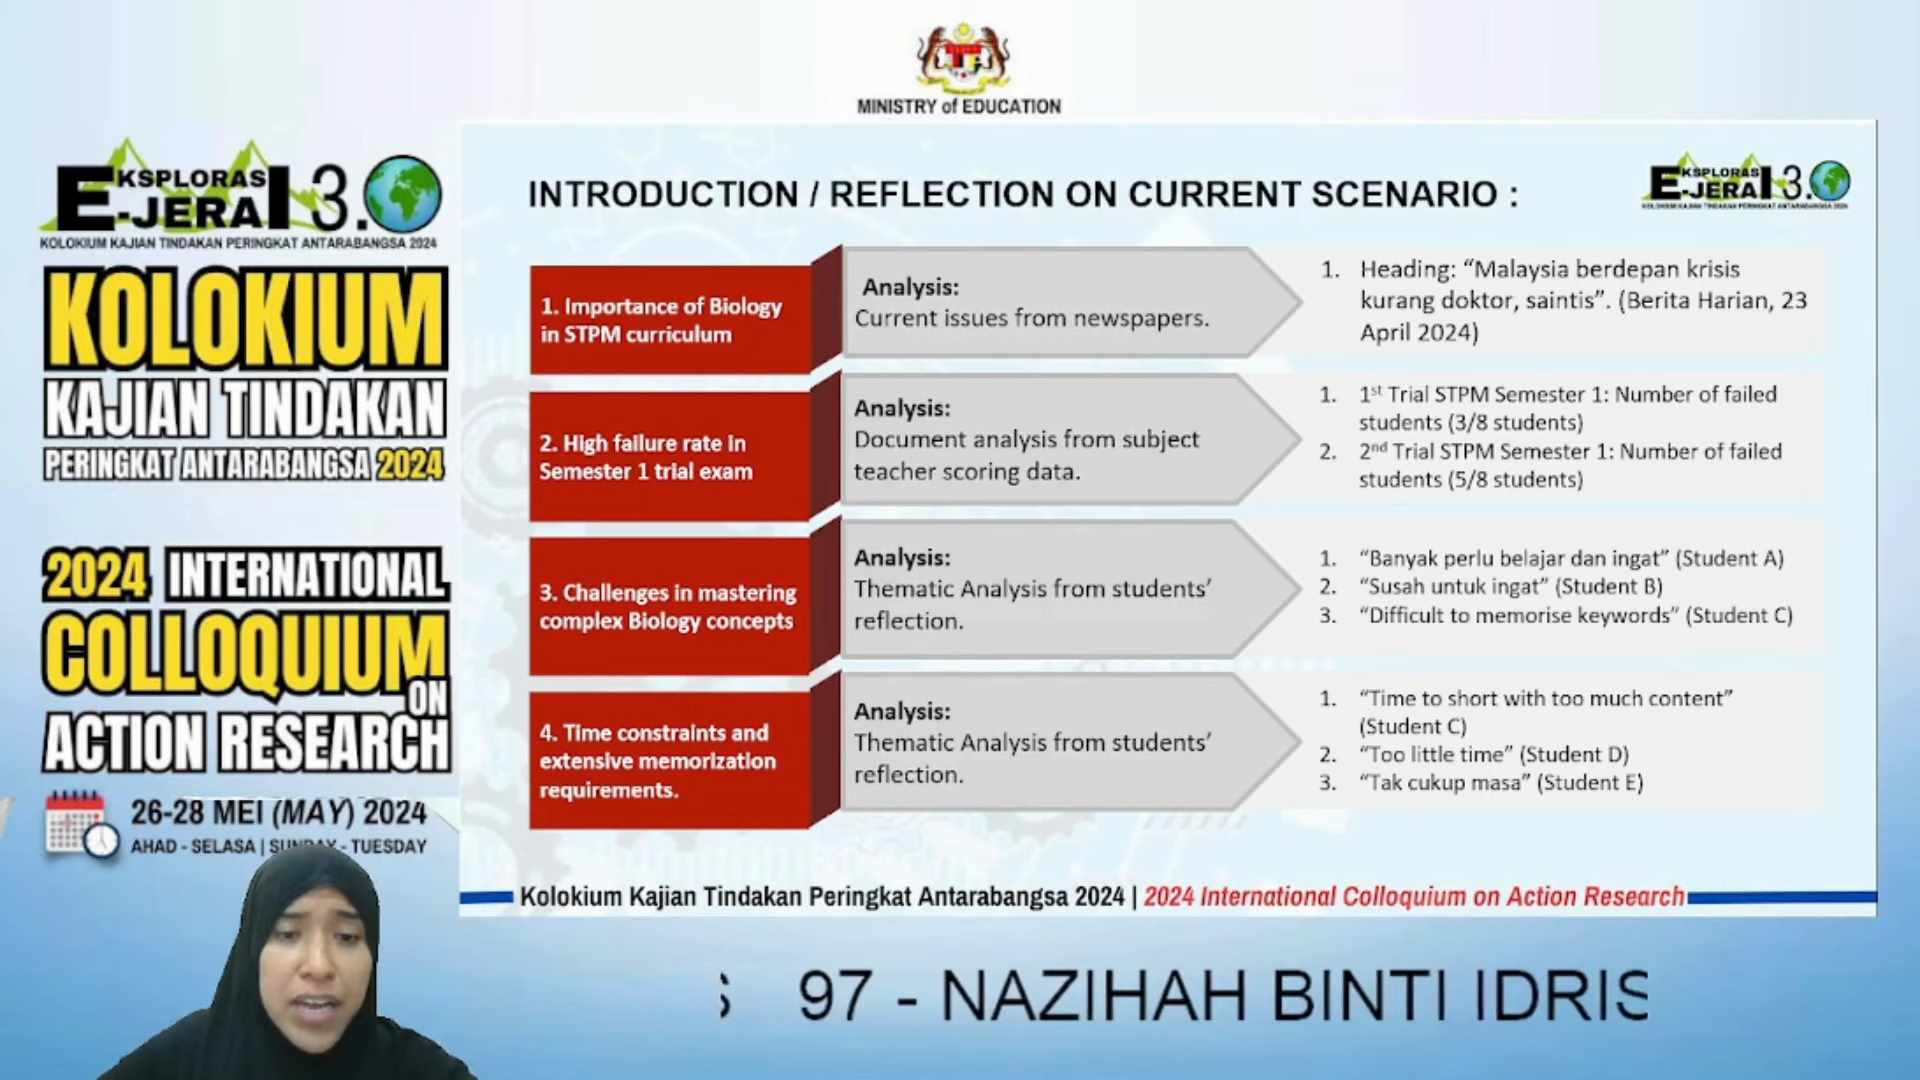 MINISTRY of EDUCATION
EKSPLORASI 3.0
E-JERAI
KOLOKIUM KAJIAN TINDAKAN PERINGKAT ANTARABANGSA 2024
KOLOKIUM
KAJIAN TINDAKAN
PERINGKAT ANTARABANGSA 2024
2024 INTERNATIONAL
COLLOQUIUM
ON
ACTION RESEARCH
26-28 MEI (MAY) 2024
AHAD - SELASA | SUNDAY - TUESDAY
INTRODUCTION / REFLECTION ON CURRENT SCENARIO :
EKSPLORASI 3.0
E-JERAI
KOLOKIUM KAJIAN TINDAKAN PERINGKAT ANTARABANGSA 2024
1. Importance of Biology
in STPM curriculum
Analysis:
Current issues from newspapers.
1. Heading: “Malaysia berdepan krisis
kurang doktor, saintis”. (Berita Harian, 23
April 2024)
2. High failure rate in
Semester 1 trial exam
Analysis:
Document analysis from subject
teacher scoring data.
1. 1st Trial STPM Semester 1: Number of failed
students (3/8 students)
2. 2nd Trial STPM Semester 1: Number of failed
students (5/8 students)
3. Challenges in mastering
complex Biology concepts
Analysis:
Thematic Analysis from students’
reflection.
1. “Banyak perlu belajar dan ingat” (Student A)
2. “Susah untuk ingat” (Student B)
3. “Difficult to memorise keywords” (Student C)
4. Time constraints and
extensive memorization
requirements.
Analysis:
Thematic Analysis from students’
reflection.
1. “Time to short with too much content”
(Student C)
2. “Too little time” (Student D)
3. “Tak cukup masa” (Student E)
Kolokium Kajian Tindakan Peringkat Antarabangsa 2024 | 2024 International Colloquium on Action Research
97 - NAZIHAH BINTI IDRIS